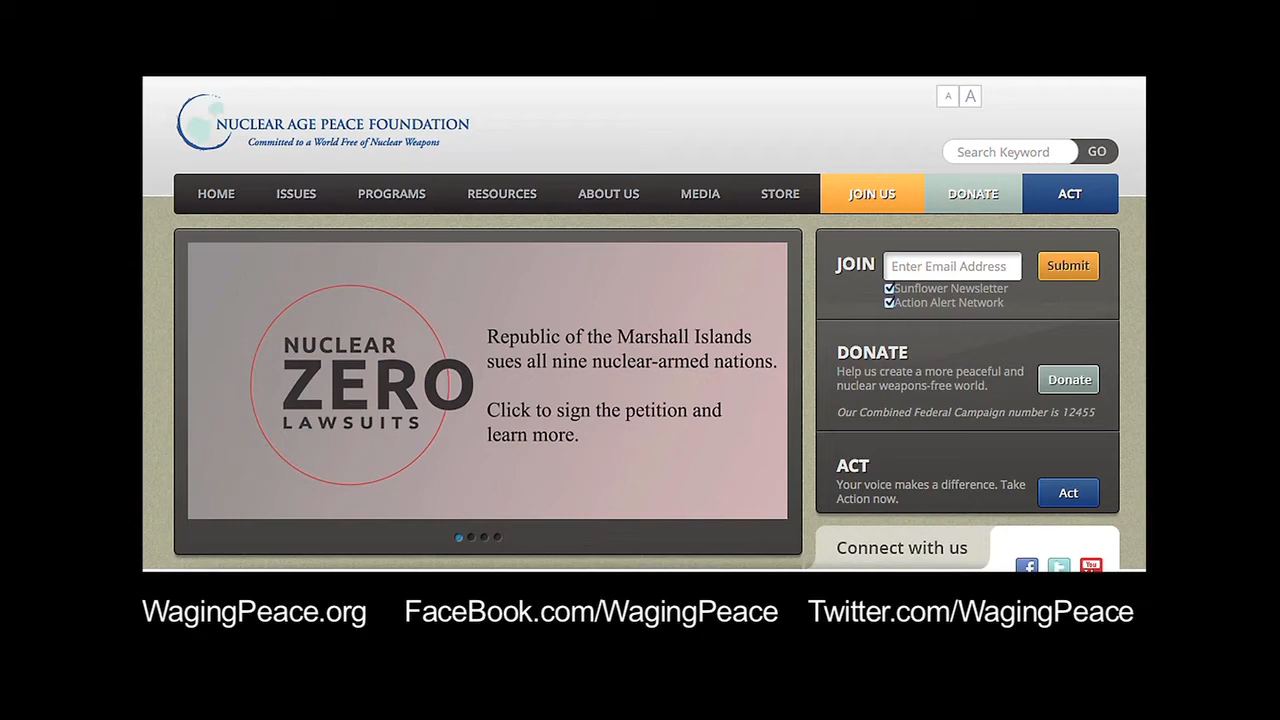 A A
NUCLEAR AGE PEACE FOUNDATION
Committed to a World Free of Nuclear Weapons
Search Keyword GO
HOME ISSUES PROGRAMS RESOURCES ABOUT US MEDIA STORE JOIN US DONATE ACT
NUCLEAR
ZERO
LAWSUITS
Republic of the Marshall Islands
sues all nine nuclear-armed nations.
Click to sign the petition and
learn more.
JOIN Enter Email Address Submit
Sunflower Newsletter
Action Alert Network
DONATE
Help us create a more peaceful and
nuclear weapons-free world.
Donate
Our Combined Federal Campaign number is 12455
ACT
Your voice makes a difference. Take
Action now.
Act
Connect with us
f t You
WagingPeace.org FaceBook.com/WagingPeace Twitter.com/WagingPeace